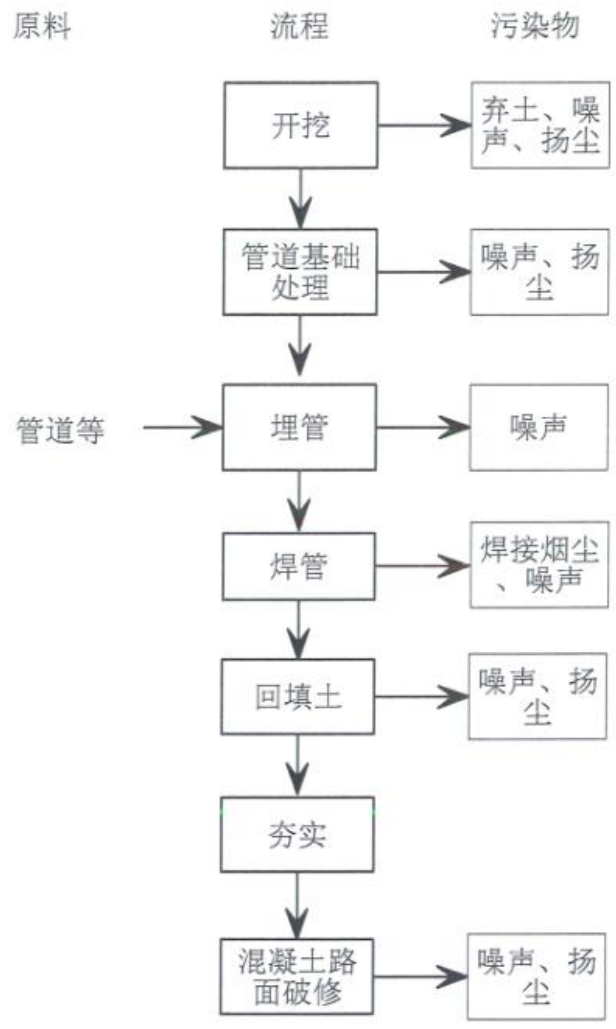 原料 流程 污染物
开挖
弃土、噪
声、扬尘
管道基础
处理
噪声、扬
尘
管道等
埋管
噪声
焊管
焊接烟尘
、噪声
回填土
噪声、扬
尘
夯实
混凝土路
面破修
噪声、扬
尘